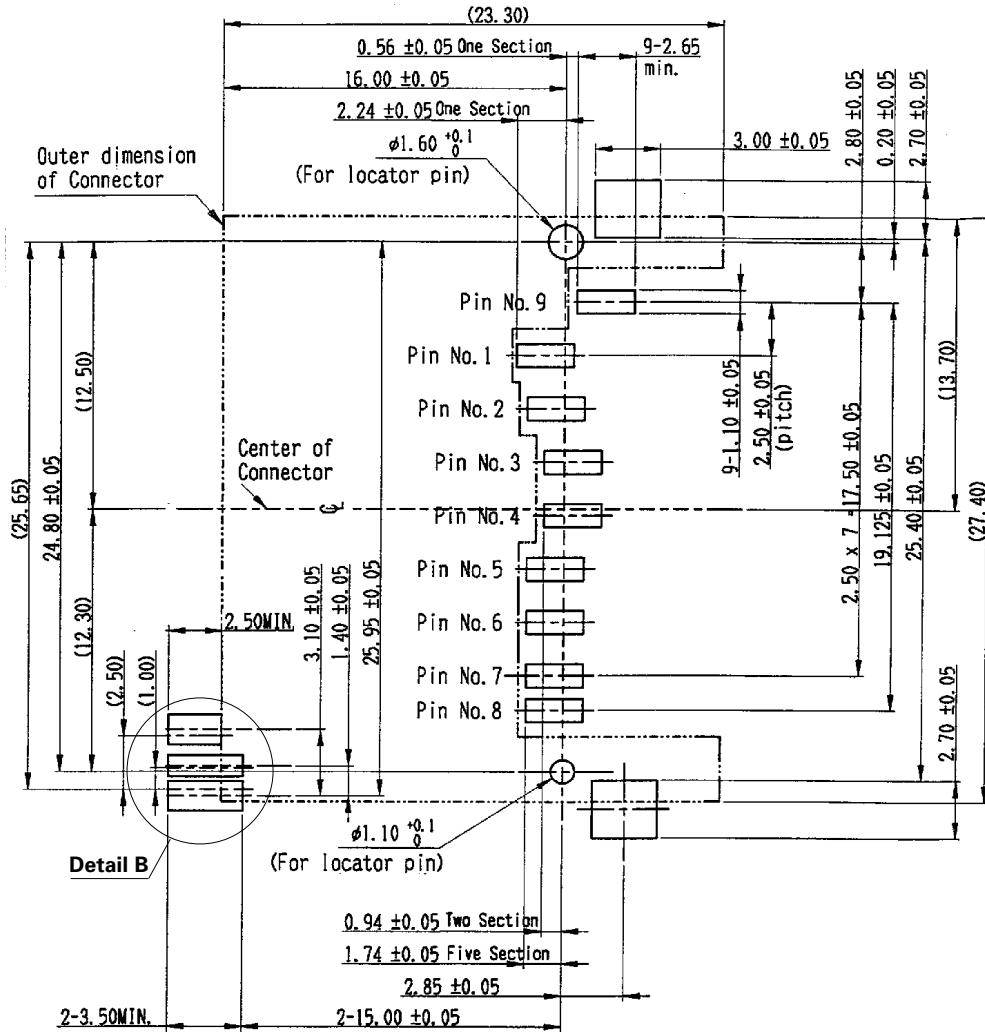 (23.30)
0.56 ±0.05 One Section
9-2.65
min.
16.00 ±0.05
2.24 ±0.05 One Section
ø1.60 +0.1 0
(For locator pin)
3.00 ±0.05
2.80 ±0.05
0.20 ±0.05
2.70 ±0.05
Outer dimension
of Connector
Pin No.9
Pin No.1
Pin No.2
Pin No.3
Pin No.4
Pin No.5
Pin No.6
Pin No.7
Pin No.8
Center of
Connector
(12.50)
(25.65)
24.80 ±0.05
(12.30)
2.50MIN.
3.10 ±0.05
1.40 ±0.05
25.95 ±0.05
(2.50)
(1.00)
9-1.10 ±0.05
2.50 ±0.05
(pitch)
2.50 x 7 =17.50 ±0.05
19.125 ±0.05
25.40 ±0.05
(13.70)
(27.40)
2.70 ±0.05
ø1.10 +0.1 0
(For locator pin)
Detail B
0.94 ±0.05 Two Section
1.74 ±0.05 Five Section
2.85 ±0.05
2-3.50MIN.
2-15.00 ±0.05